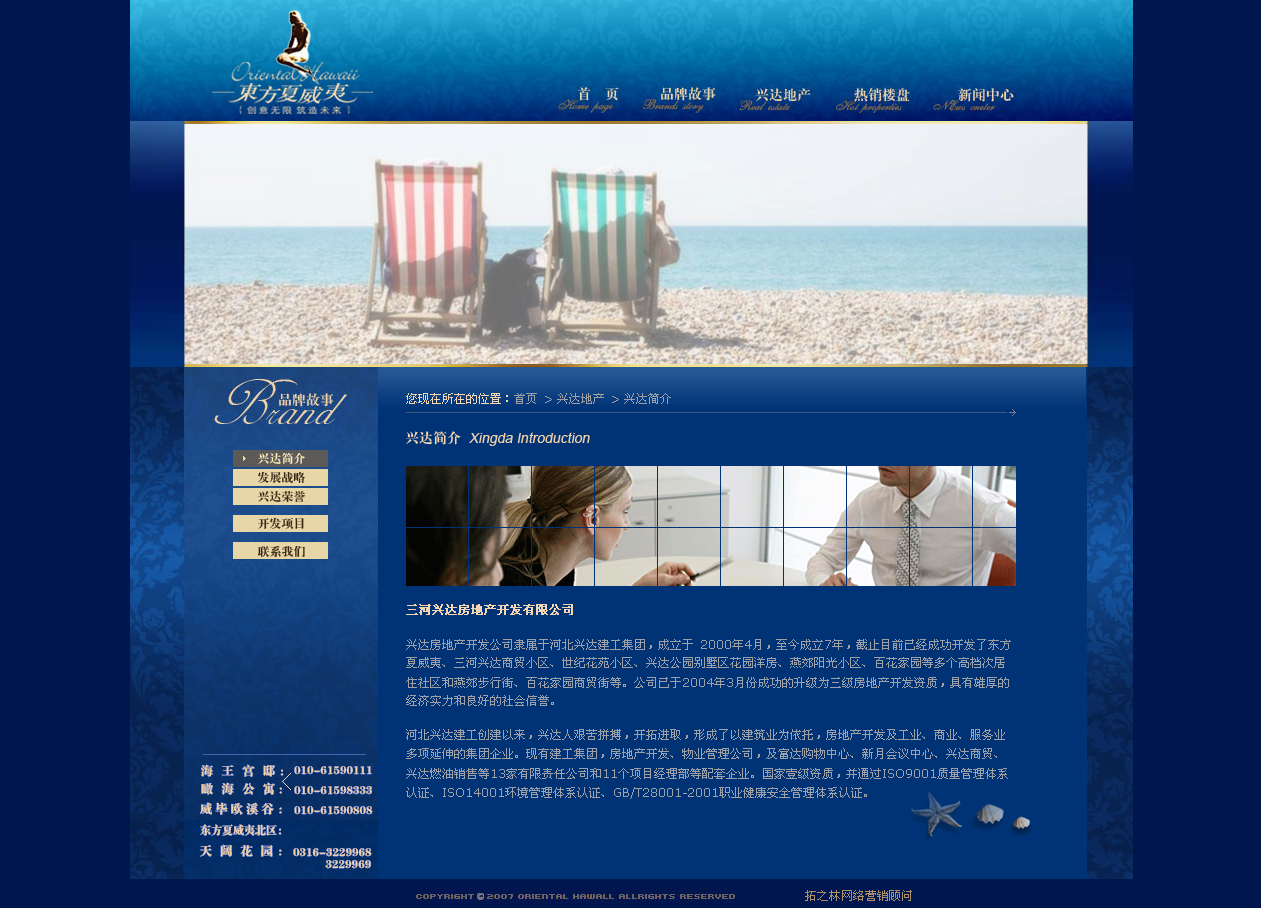 Oriental Hawaii
東方夏威夷
创意无限 筑造未来
首 页
品牌故事
兴达地产
热销楼盘
新闻中心
Home page
Brands story
Real estate
Hot properties
NEws cneter
Brand
品牌故事
兴达简介
发展战略
兴达荣誉
开发项目
联系我们
海王官邸: 010-61590111
瞰海公寓: 010-61598333
威毕欧溪谷: 010-61590808
东方夏威夷北区:
天阔花园: 0316-3229968
3229969
您现在所在的位置：首页 > 兴达地产 > 兴达简介
兴达简介 Xingda Introduction
三河兴达房地产开发有限公司
兴达房地产开发公司隶属于河北兴达建工集团，成立于 2000年4月，至今成立7年，截止目前已经成功开发了东方
夏威夷、三河兴达商贸小区、世纪花苑小区、兴达公园别墅区花园洋房、燕郊阳光小区、百花家园等多个高档次居
住社区和燕郊步行街、百花家园商贸街等。公司已于2004年3月份成功的升级为三级房地产开发资质，具有雄厚的
经济实力和良好的社会信誉。
河北兴达建工创建以来，兴达人艰苦拼搏，开拓进取，形成了以建筑业为依托，房地产开发及工业、商业、服务业
多项延伸的集团企业。现有建工集团，房地产开发、物业管理公司，及富达购物中心、新月会议中心、兴达商贸、
兴达燃油销售等13家有限责任公司和11个项目经理部等配套企业。国家壹级资质，并通过ISO9001质量管理体系
认证、ISO14001环境管理体系认证、GB/T28001-2001职业健康安全管理体系认证。
COPYRIGHT © 2007 ORIENTAL HAWALL ALLRIGHTS RESERVED
拓之林网络营销顾问